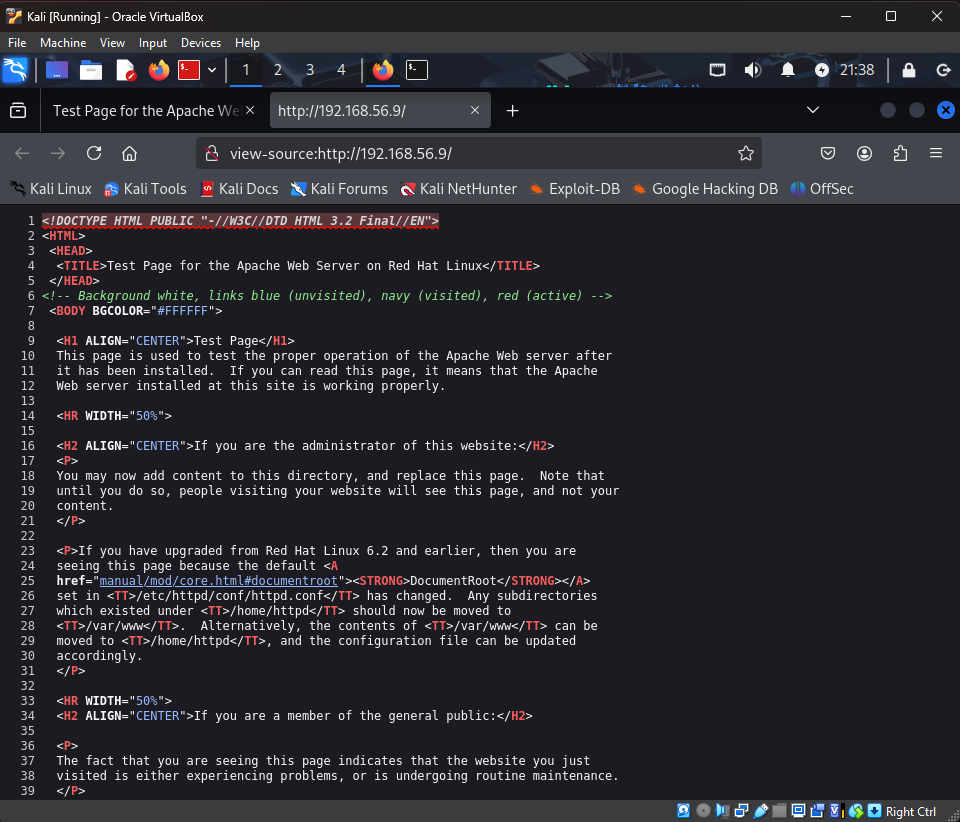 Kali [Running] - Oracle VirtualBox
File Machine View Input Devices Help
1 2 3 4 21:38
Test Page for the Apache We
http://192.168.56.9/
view-source:http://192.168.56.9/
Kali Linux Kali Tools Kali Docs Kali Forums Kali NetHunter Exploit-DB Google Hacking DB OffSec
1 <!DOCTYPE HTML PUBLIC "-//W3C//DTD HTML 3.2 Final//EN">
2 <HTML>
3 <HEAD>
4 <TITLE>Test Page for the Apache Web Server on Red Hat Linux</TITLE>
5 </HEAD>
6 <!-- Background white, links blue (unvisited), navy (visited), red (active) -->
7 <BODY BGCOLOR="#FFFFFF">
8
9 <H1 ALIGN="CENTER">Test Page</H1>
10 This page is used to test the proper operation of the Apache Web server after
11 it has been installed. If you can read this page, it means that the Apache
12 Web server installed at this site is working properly.
13
14 <HR WIDTH="50%">
15
16 <H2 ALIGN="CENTER">If you are the administrator of this website:</H2>
17 <P>
18 You may now add content to this directory, and replace this page. Note that
19 until you do so, people visiting your website will see this page, and not your
20 content.
21 </P>
22
23 <P>If you have upgraded from Red Hat Linux 6.2 and earlier, then you are
24 seeing this page because the default <A
25 href="manual/mod/core.html#documentroot"><STRONG>DocumentRoot</STRONG></A>
26 set in <TT>/etc/httpd/conf/httpd.conf</TT> has changed. Any subdirectories
27 which existed under <TT>/home/httpd</TT> should now be moved to
28 <TT>/var/www</TT>. Alternatively, the contents of <TT>/var/www</TT> can be
29 moved to <TT>/home/httpd</TT>, and the configuration file can be updated
30 accordingly.
31 </P>
32
33 <HR WIDTH="50%">
34 <H2 ALIGN="CENTER">If you are a member of the general public:</H2>
35
36 <P>
37 The fact that you are seeing this page indicates that the website you just
38 visited is either experiencing problems, or is undergoing routine maintenance.
39 </P>
Right Ctrl